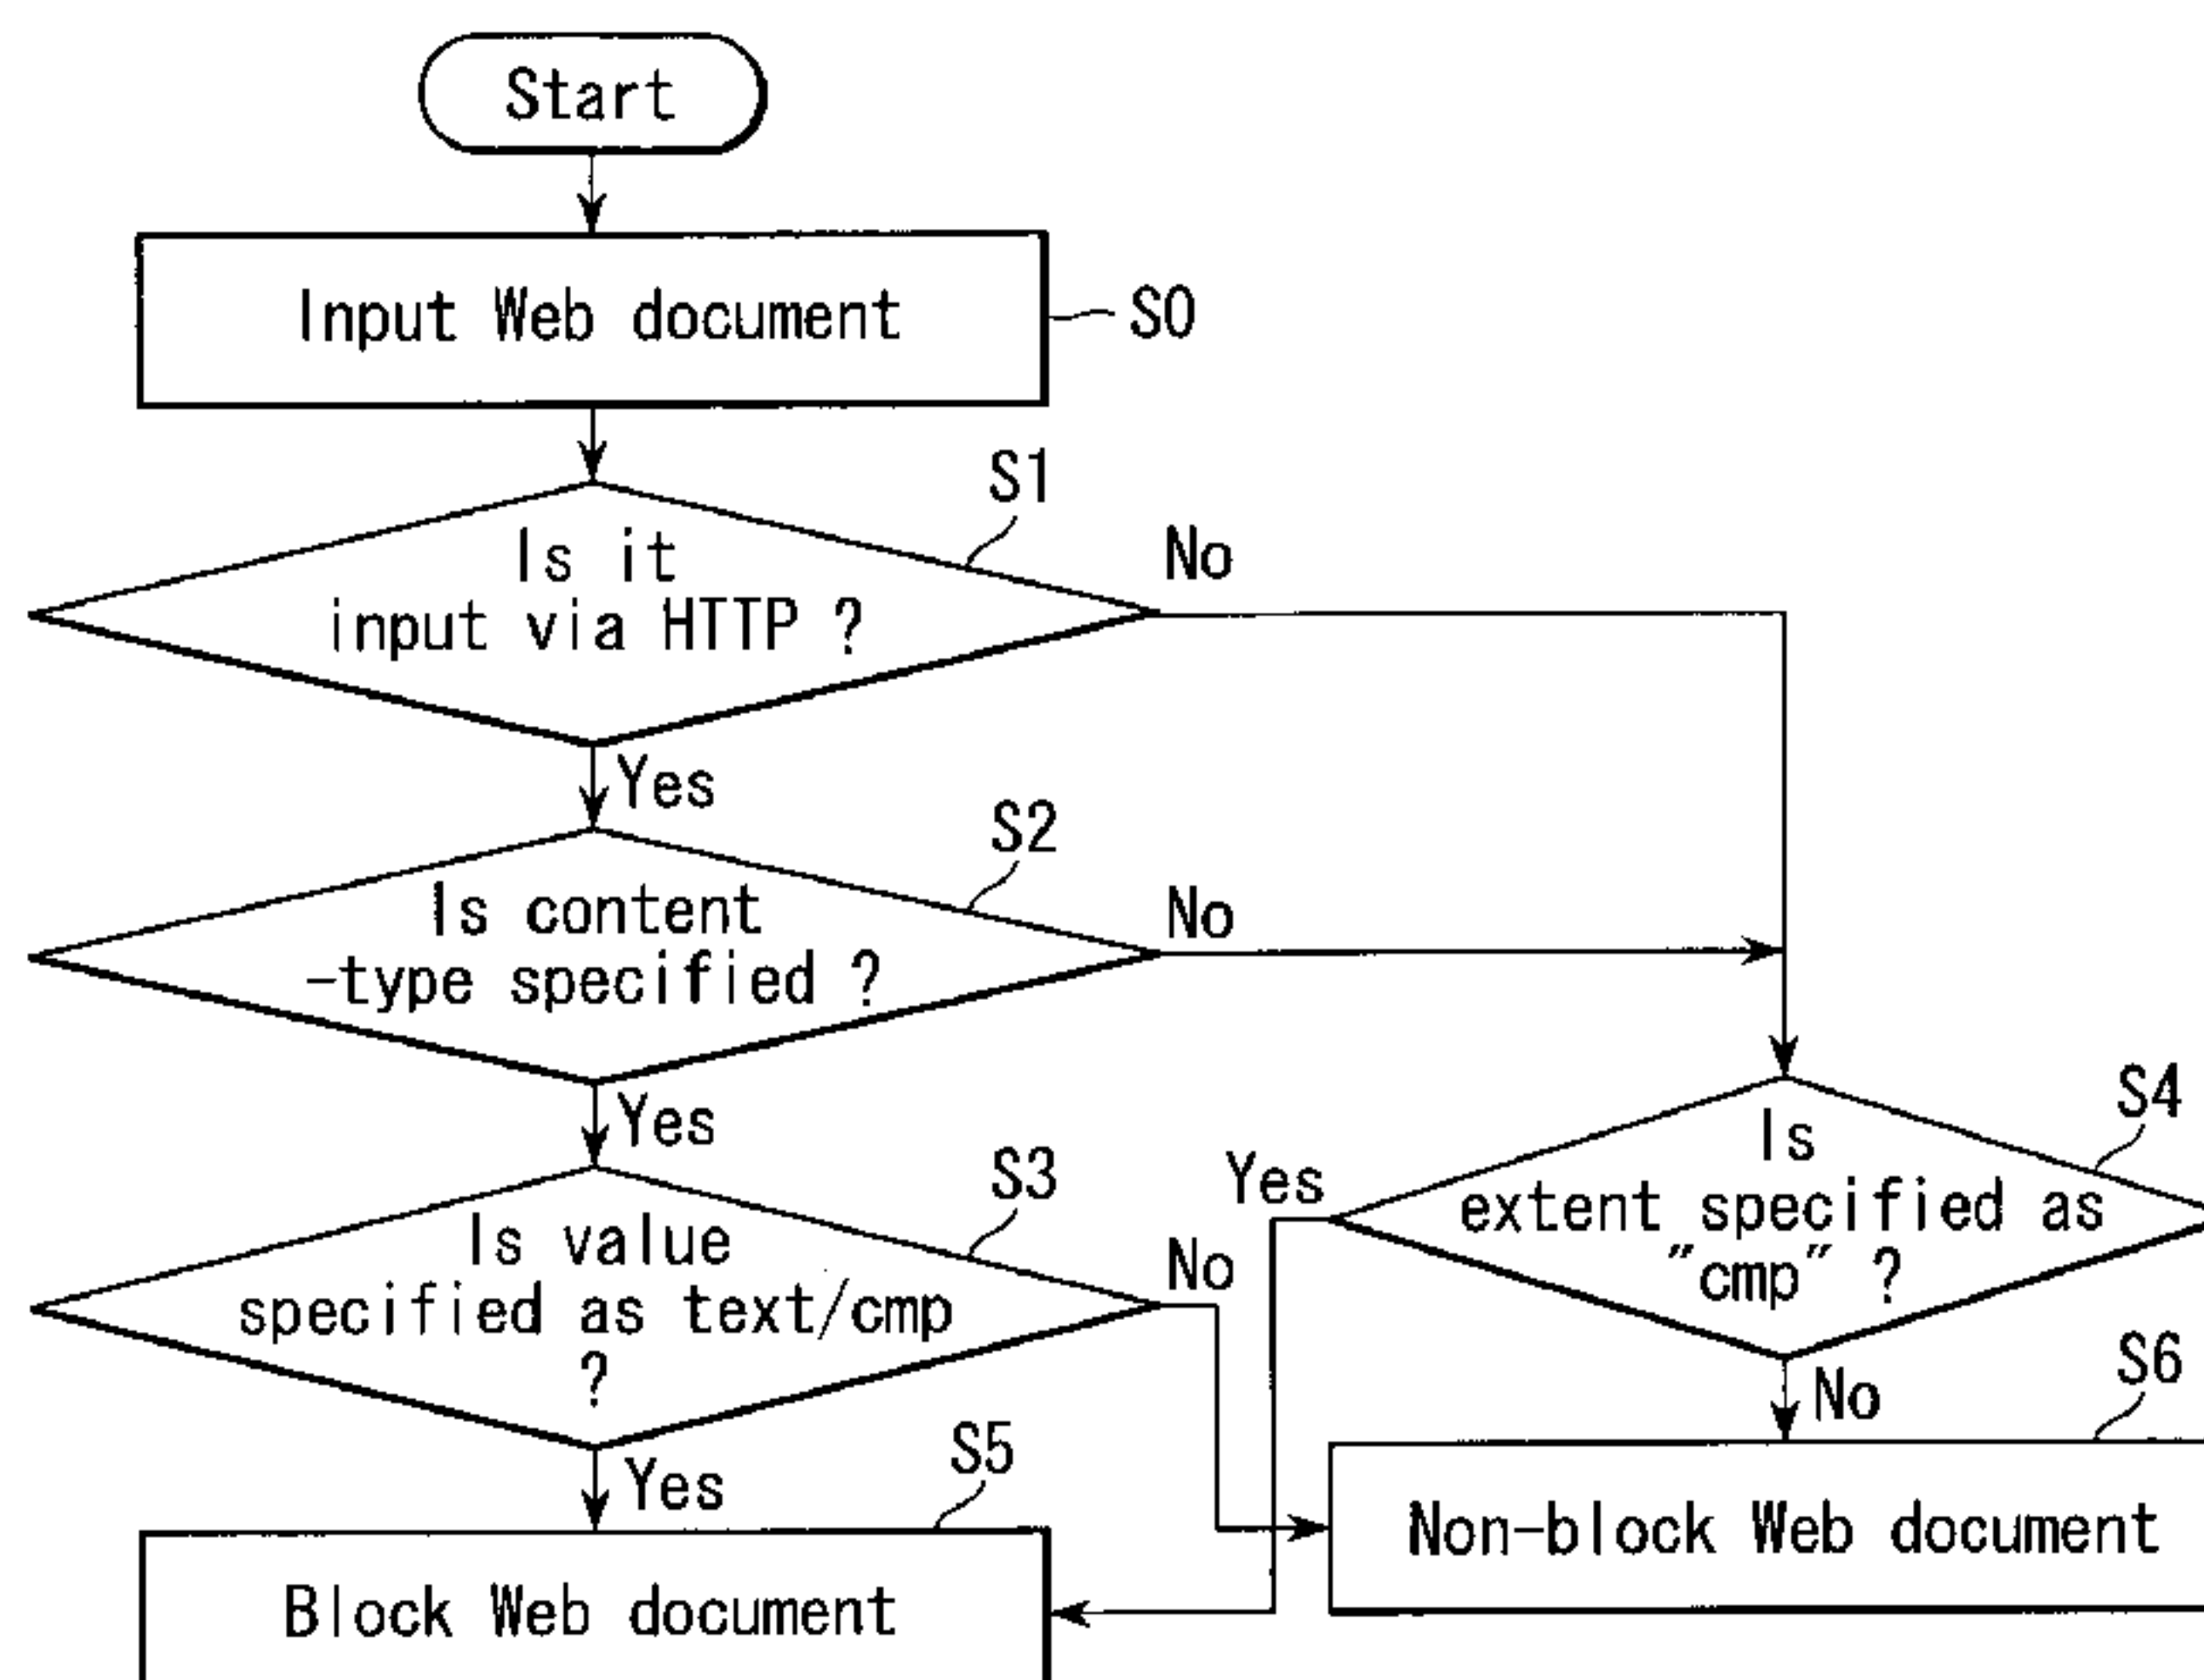 Start
Input Web document
S0
S1
Is it
input via HTTP ?
No
Yes
S2
Is content
-type specified ?
No
Yes
S3
Is value
specified as text/cmp
?
No
Yes
S4
Is
extent specified as
"cmp" ?
Yes
No
S5
Block Web document
S6
Non-block Web document